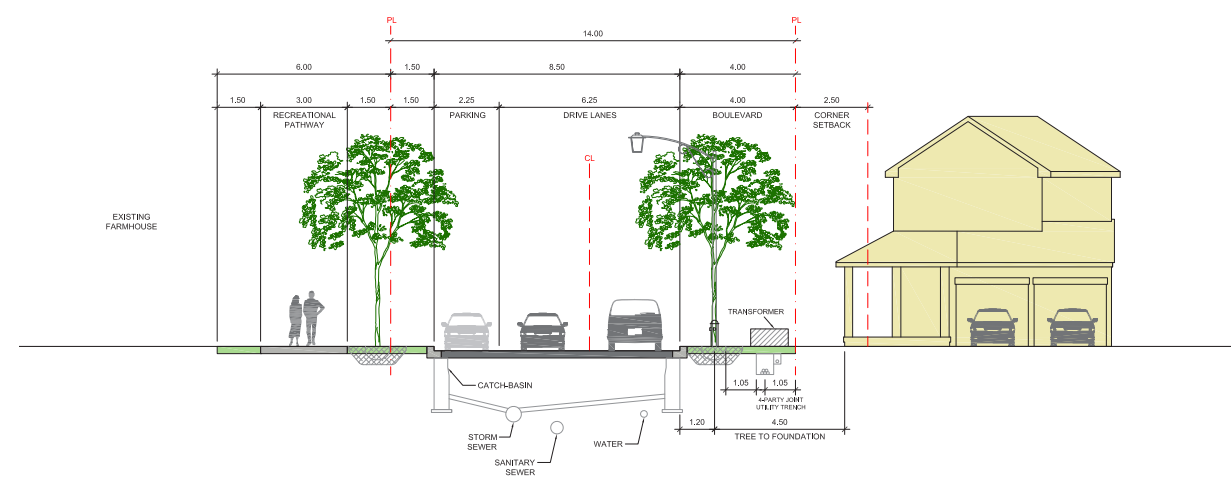 PL
PL
14.00
6.00
1.50
8.50
4.00
1.50
3.00
1.50
1.50
2.25
6.25
4.00
2.50
RECREATIONAL
PATHWAY
PARKING
DRIVE LANES
BOULEVARD
CORNER
SETBACK
CL
EXISTING
FARMHOUSE
TRANSFORMER
CATCH-BASIN
1.05
1.05
4-PARTY JOINT
UTILITY TRENCH
STORM
SEWER
SANITARY
SEWER
WATER
1.20
4.50
TREE TO FOUNDATION